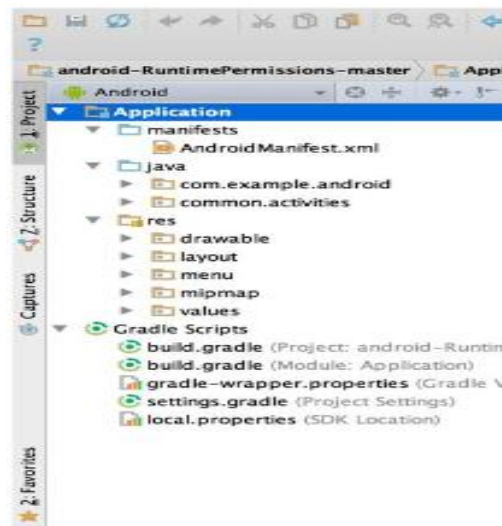 ?
android-RuntimePermissions-master
Android
Application
manifests
AndroidManifest.xml
java
com.example.android
common.activities
res
drawable
layout
menu
mipmap
values
Gradle Scripts
build.gradle (Project: android-Runtim
build.gradle (Module: Application)
gradle-wrapper.properties (Gradle V
settings.gradle (Project Settings)
local.properties (SDK Location)
1: Project
Z: Structure
Captures
2: Favorites